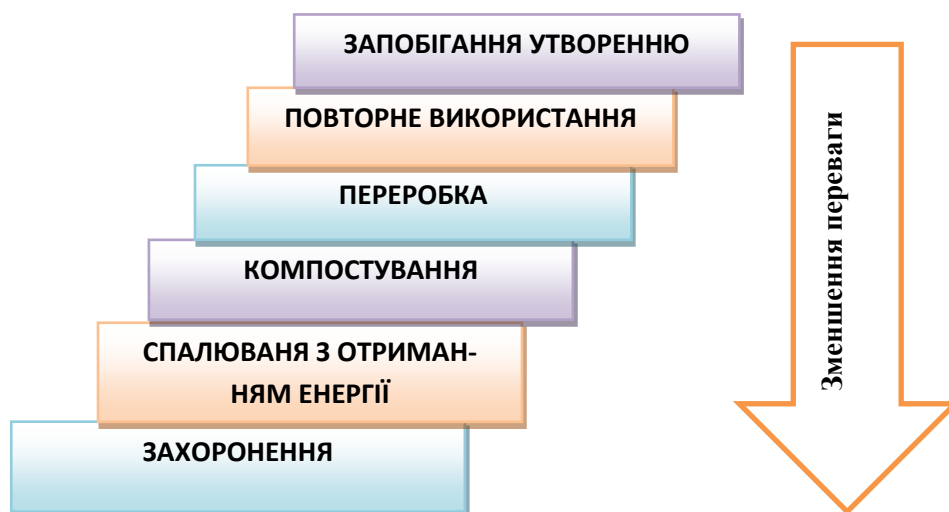 ЗАПОБІГАННЯ УТВОРЕННЮ
ПОВТОРНЕ ВИКОРИСТАННЯ
ПЕРЕРОБКА
КОМПОСТУВАННЯ
СПАЛЮВАНЯ З ОТРИМАН-
НЯМ ЕНЕРГІЇ
ЗАХОРОНЕННЯ
Зменшення переваги